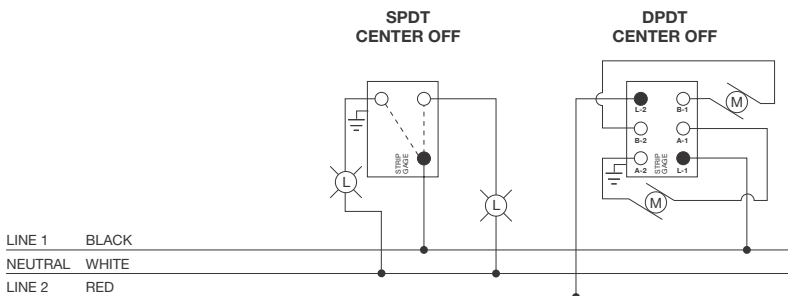 SPDT
CENTER OFF
DPDT
CENTER OFF
L-2
B-1
M
B-2
A-1
STRIP
GAGE
A-2
STRIP
GAGE
L-1
L
L
M
LINE 1 BLACK
NEUTRAL WHITE
LINE 2 RED